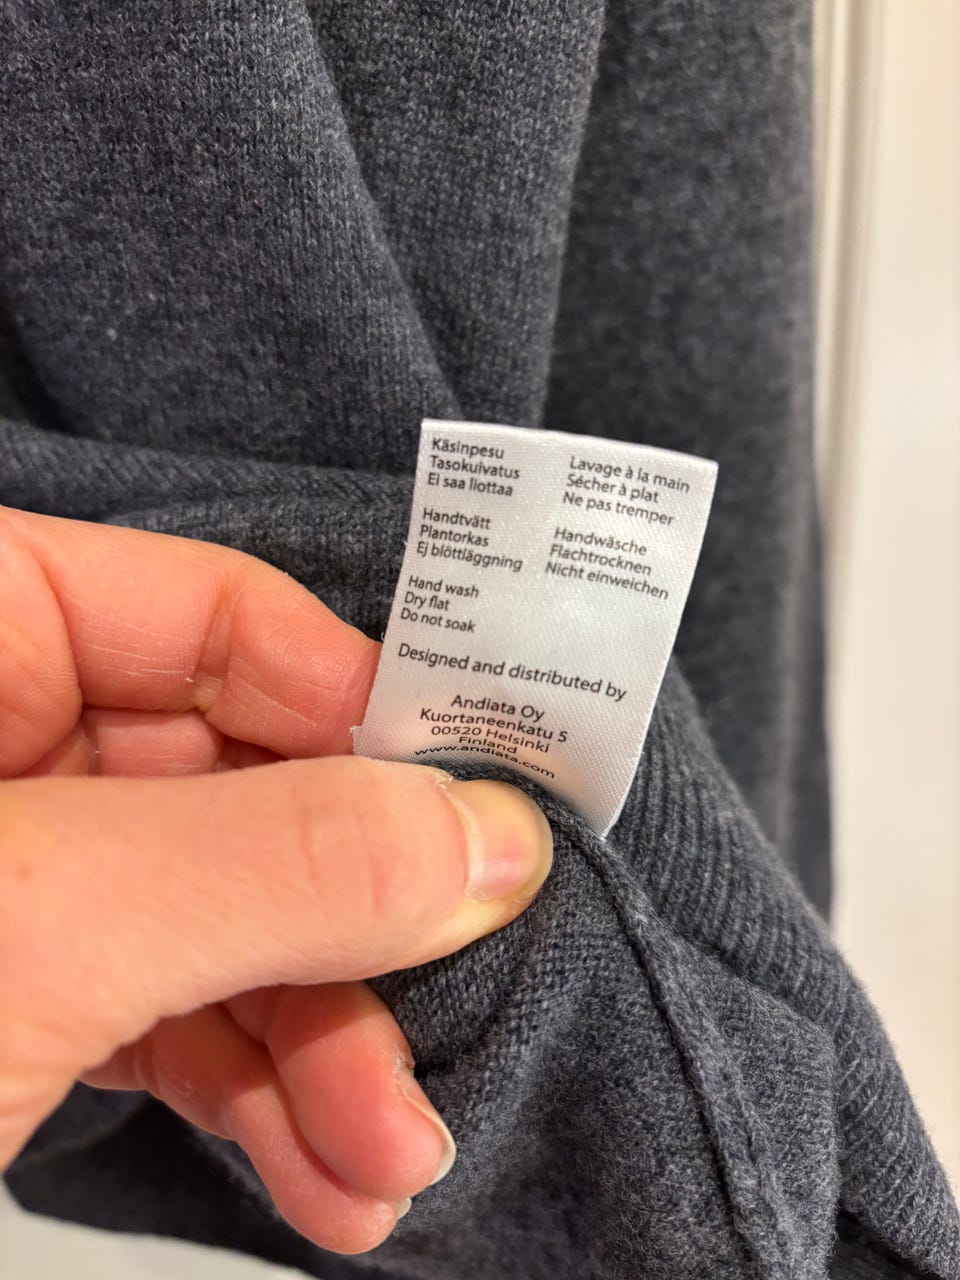 Käsinpesu
Tasokuivatus
Ei saa liottaa
Handtvätt
Plantorkas
Ej blöttläggning
Hand wash
Dry flat
Do not soak
Lavage à la main
Sécher à plat
Ne pas tremper
Handwäsche
Flachtrocknen
Nicht einweichen
Designed and distributed by
Andiata Oy
Kuortaneenkatu 5
00520 Helsinki
Finland
www.andiata.com